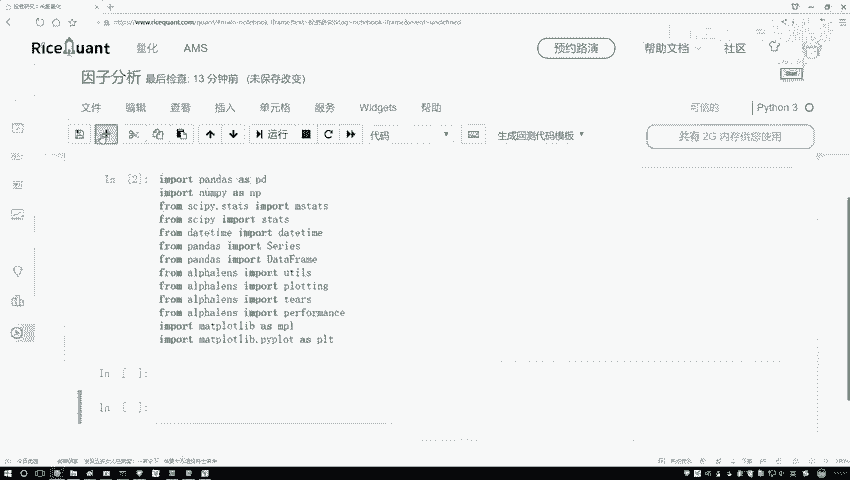 RiceQuant 量化 AMS 预约路演 帮助文档 社区
因子分析 最后检查: 13 分钟前 (未保存改变)
文件 编辑 查看 插入 单元格 服务 Widgets 帮助 可信的 Python 3
运行 代码 生成回测代码模板 共有 2G 内存供您使用
In [2]: import pandas as pd
import numpy as np
from scipy.stats import mstats
from scipy import stats
from datetime import datetime
from pandas import Series
from pandas import DataFrame
from alphalens import utils
from alphalens import plotting
from alphalens import tears
from alphalens import performance
import matplotlib as mpl
import matplotlib.pyplot as plt
In [ ]:
In [ ]: